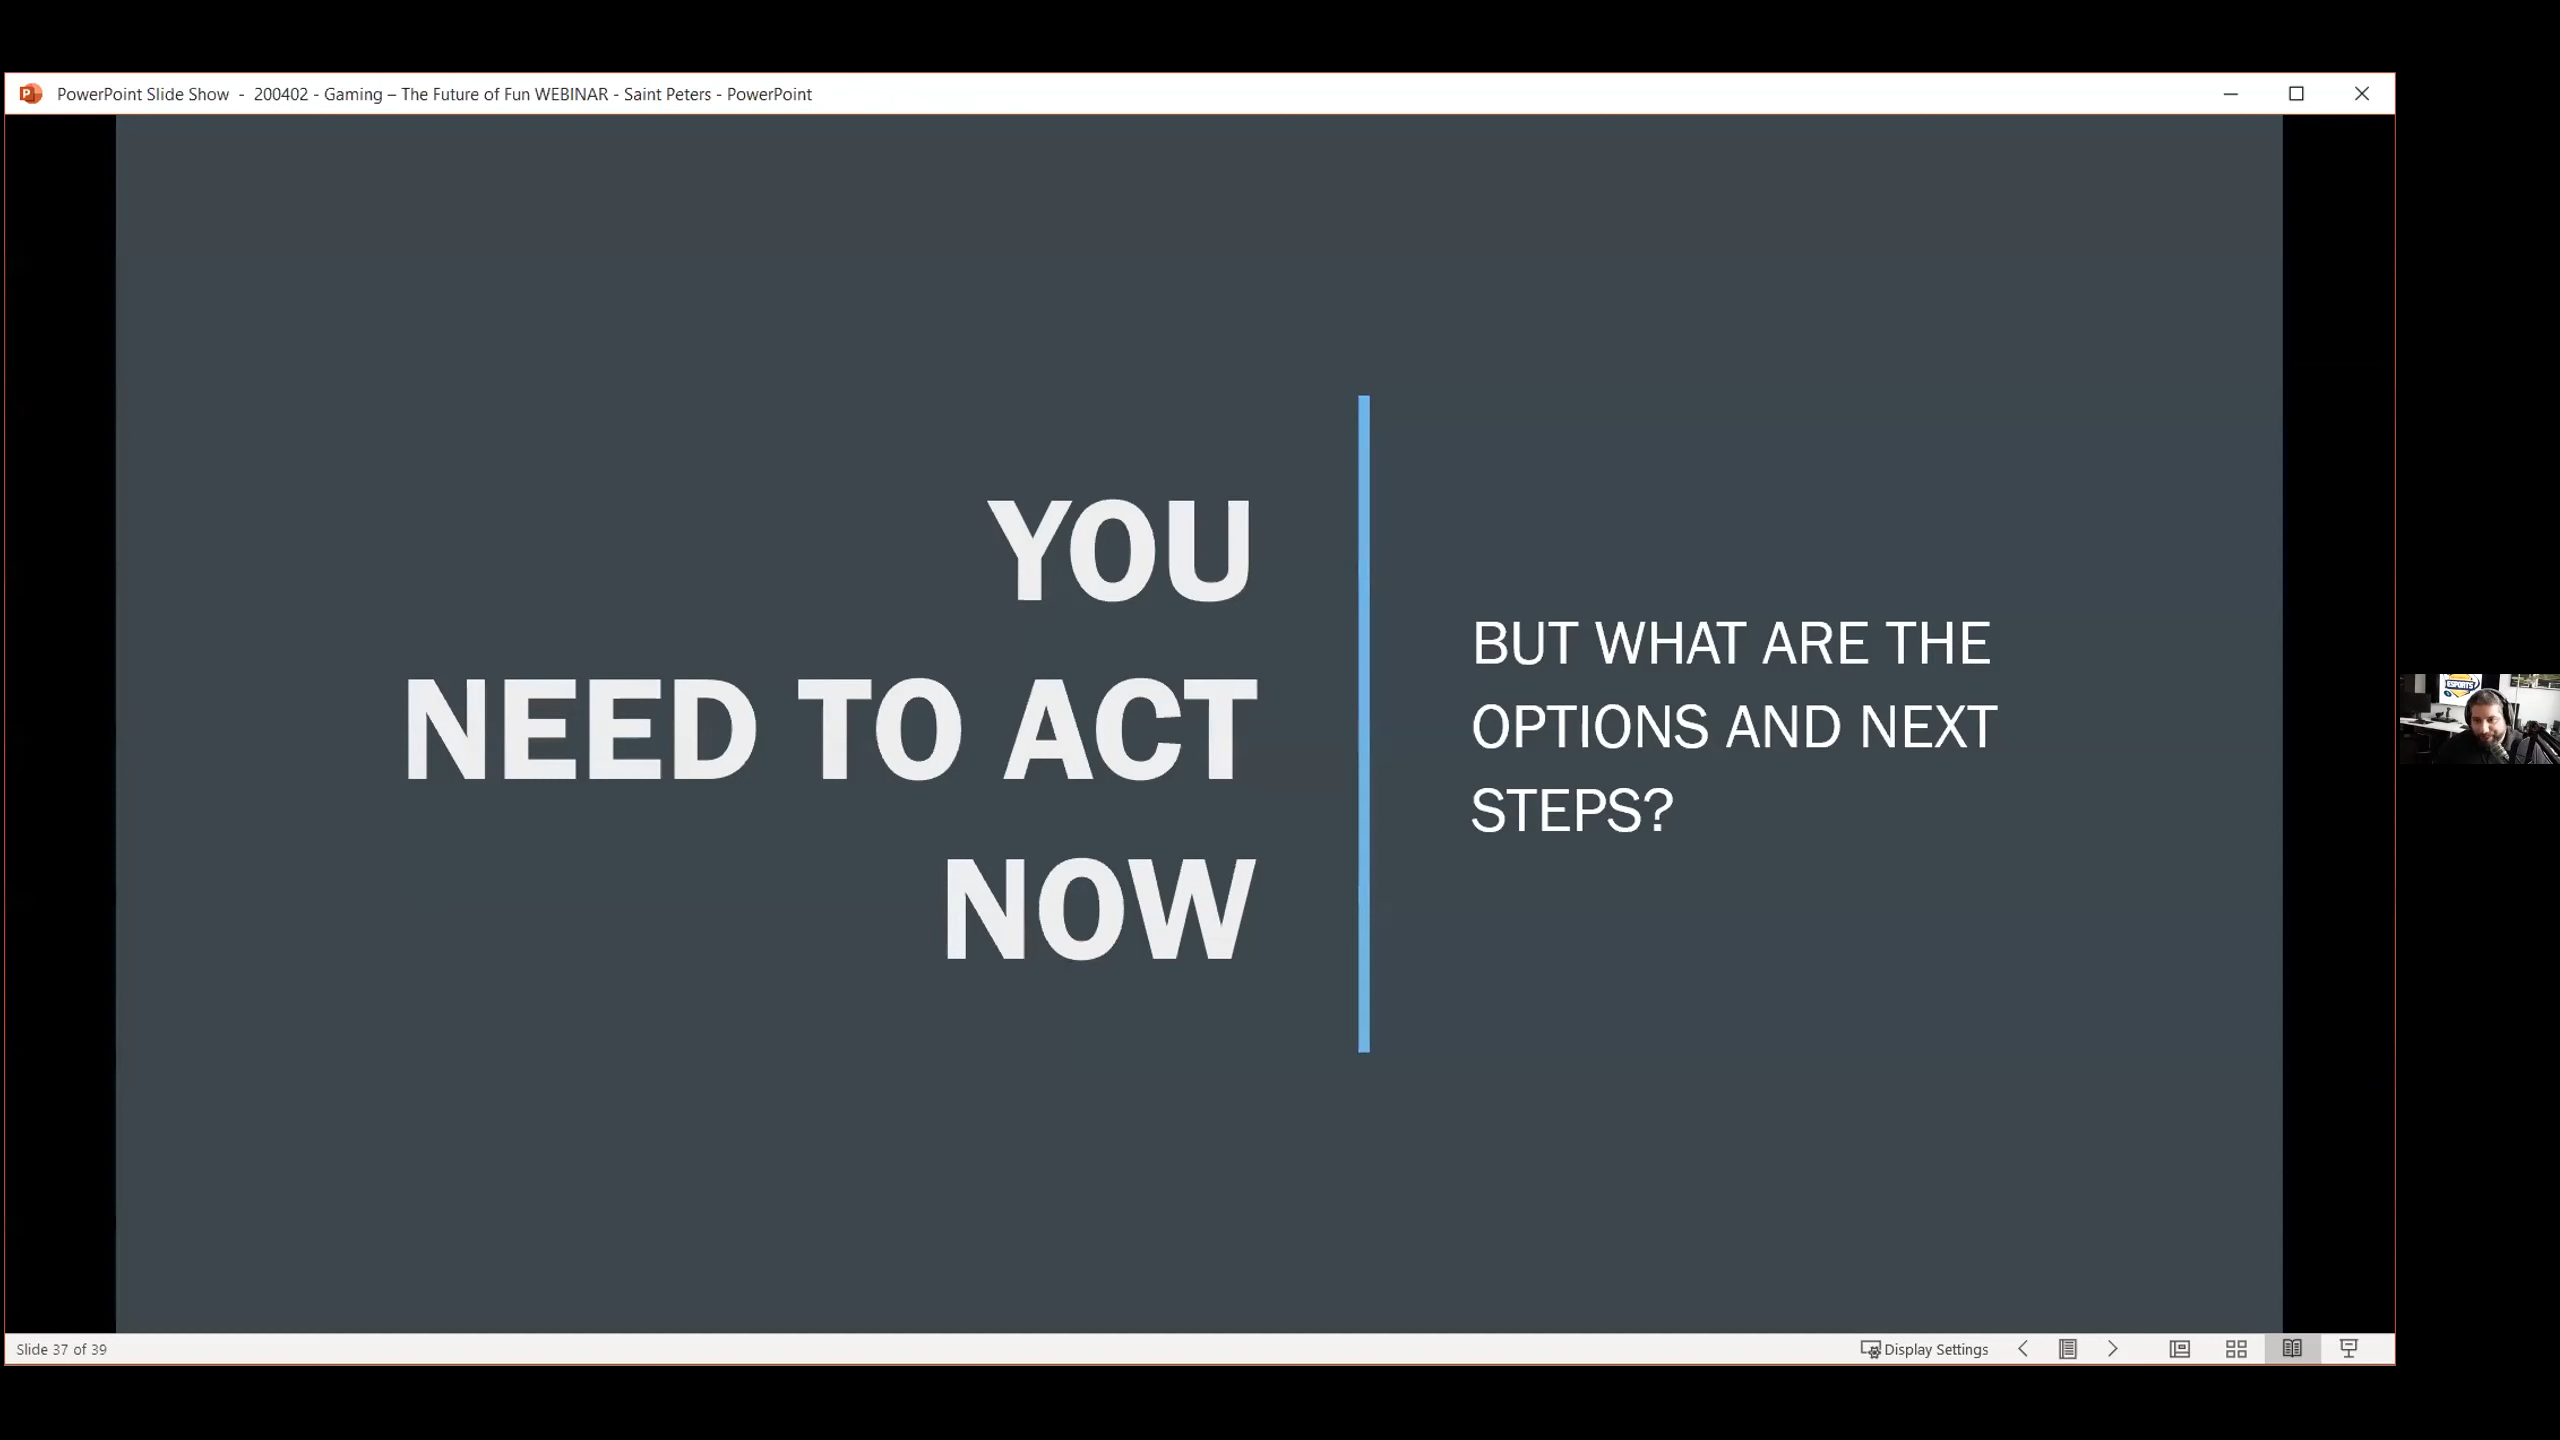 PowerPoint Slide Show - 200402 - Gaming – The Future of Fun WEBINAR - Saint Peters - PowerPoint
YOU
NEED TO ACT
NOW
BUT WHAT ARE THE
OPTIONS AND NEXT
STEPS?
ESPORTS
Slide 37 of 39
Display Settings